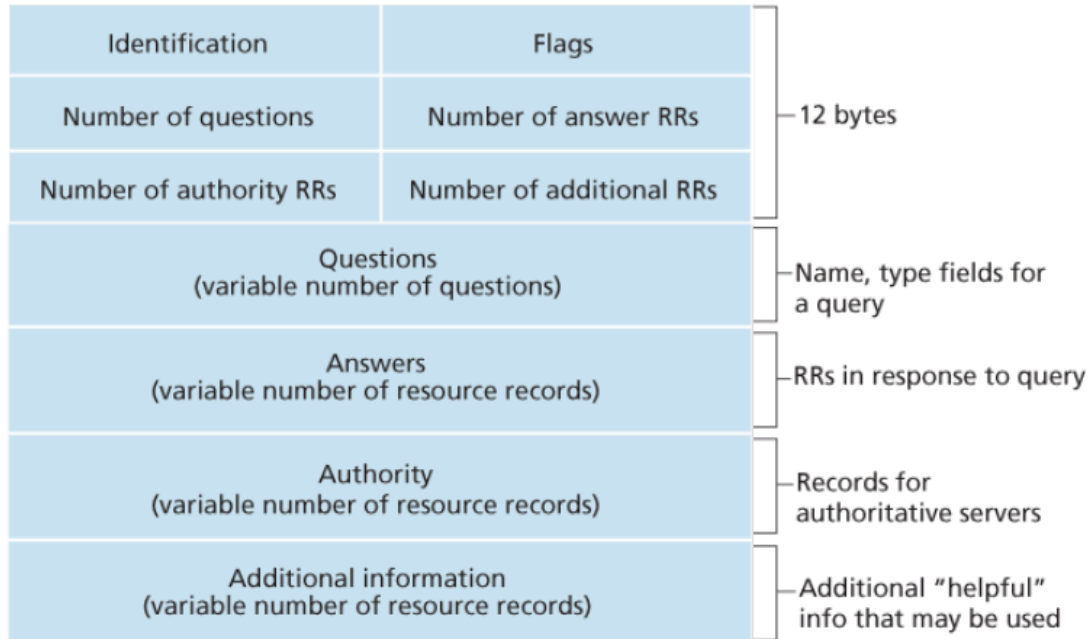 Identification
Flags
Number of questions
Number of answer RRs
12 bytes
Number of authority RRs
Number of additional RRs
Questions
(variable number of questions)
Name, type fields for
a query
Answers
(variable number of resource records)
RRs in response to query
Authority
(variable number of resource records)
Records for
authoritative servers
Additional information
(variable number of resource records)
Additional "helpful"
info that may be used